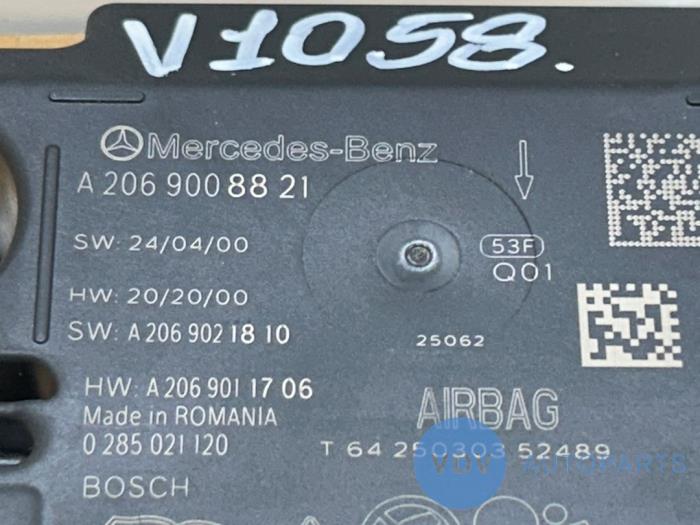 V1058.
Mercedes-Benz
A 206 900 88 21
SW: 24/04/00
53F
Q01
HW: 20/20/00
SW: A 206 902 18 10
25062
HW: A 206 901 17 06
AIRBAG
Made in ROMANIA
0 285 021 120
T 64 250303 52489
VDV AUTOPARTS
BOSCH